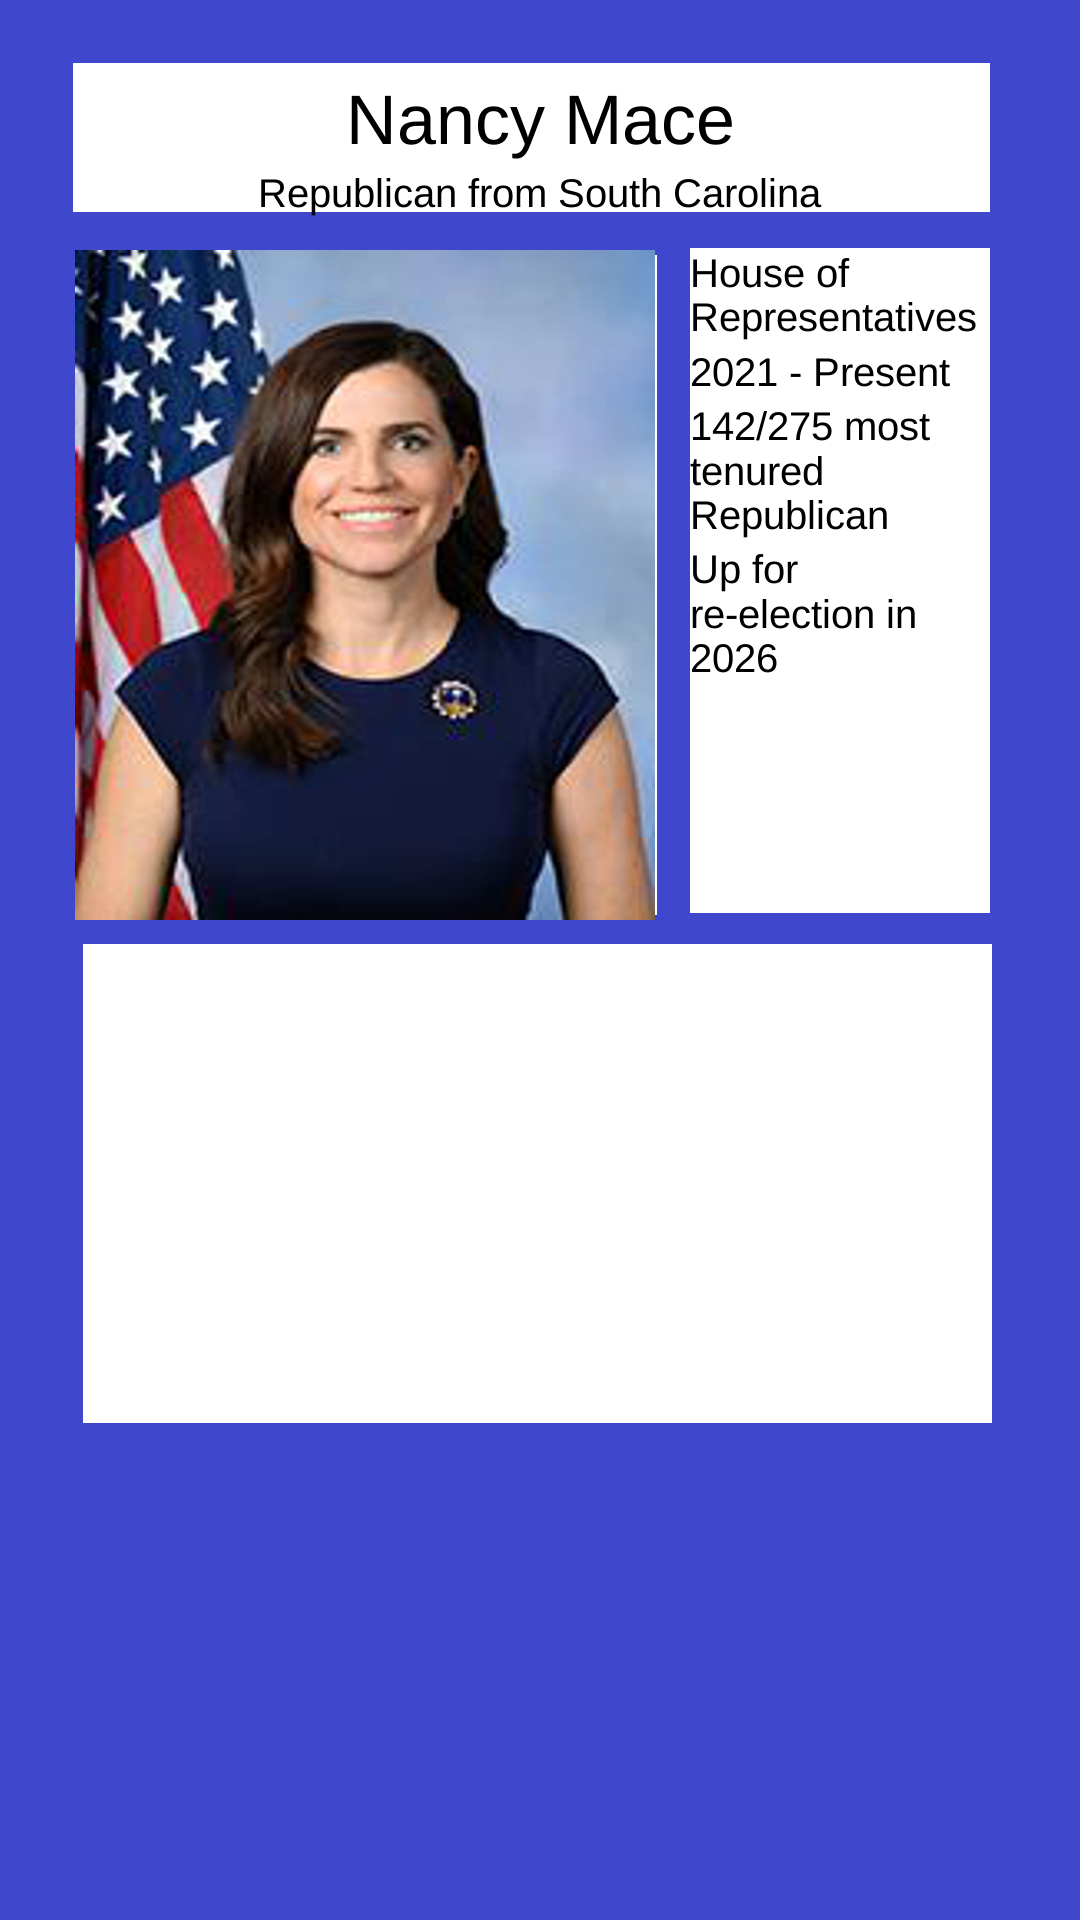 Nancy Mace
Republican from South Carolina
House of
Representatives
2021 - Present
142/275 most
tenured
Republican
Up for
re-election in
2026